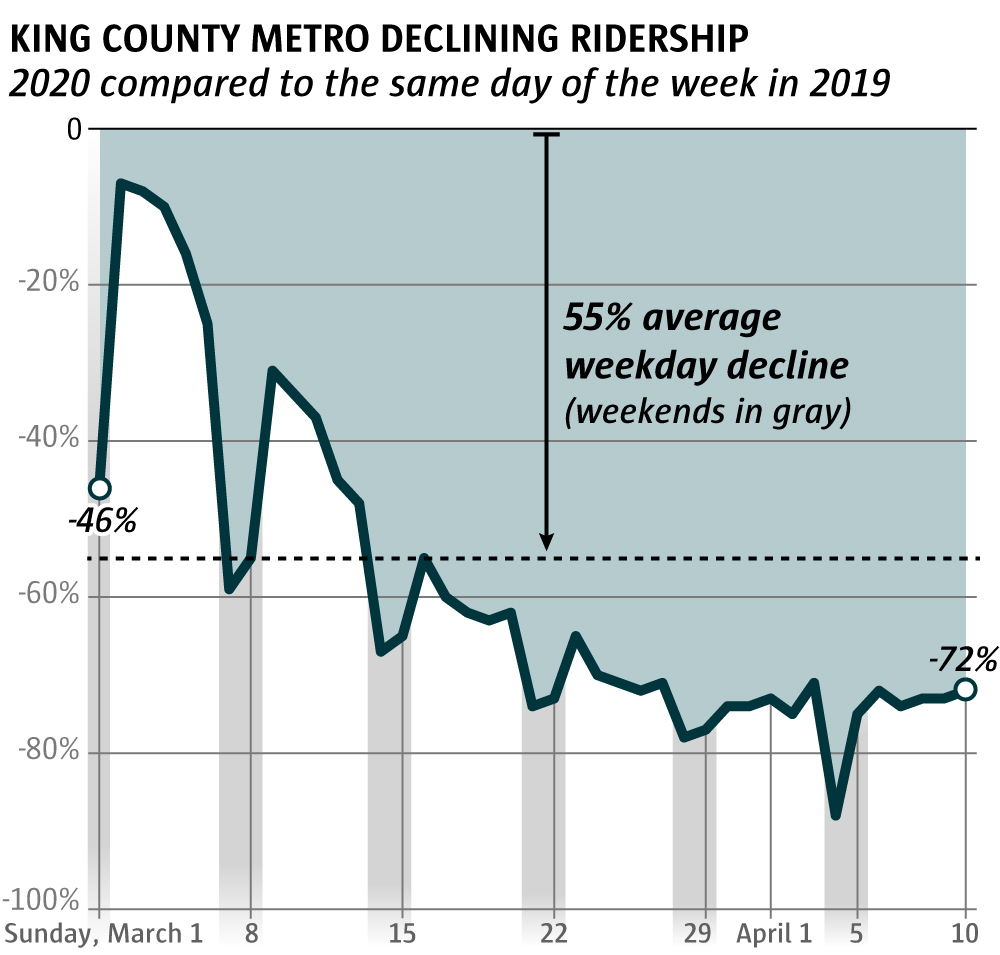 KING COUNTY METRO DECLINING RIDERSHIP
2020 compared to the same day of the week in 2019
0
-20%
55% average
weekday decline
(weekends in gray)
-40%
-46%
-60%
-72%
-80%
-100%
Sunday, March 1 8 15 22 29 April 1 5 10